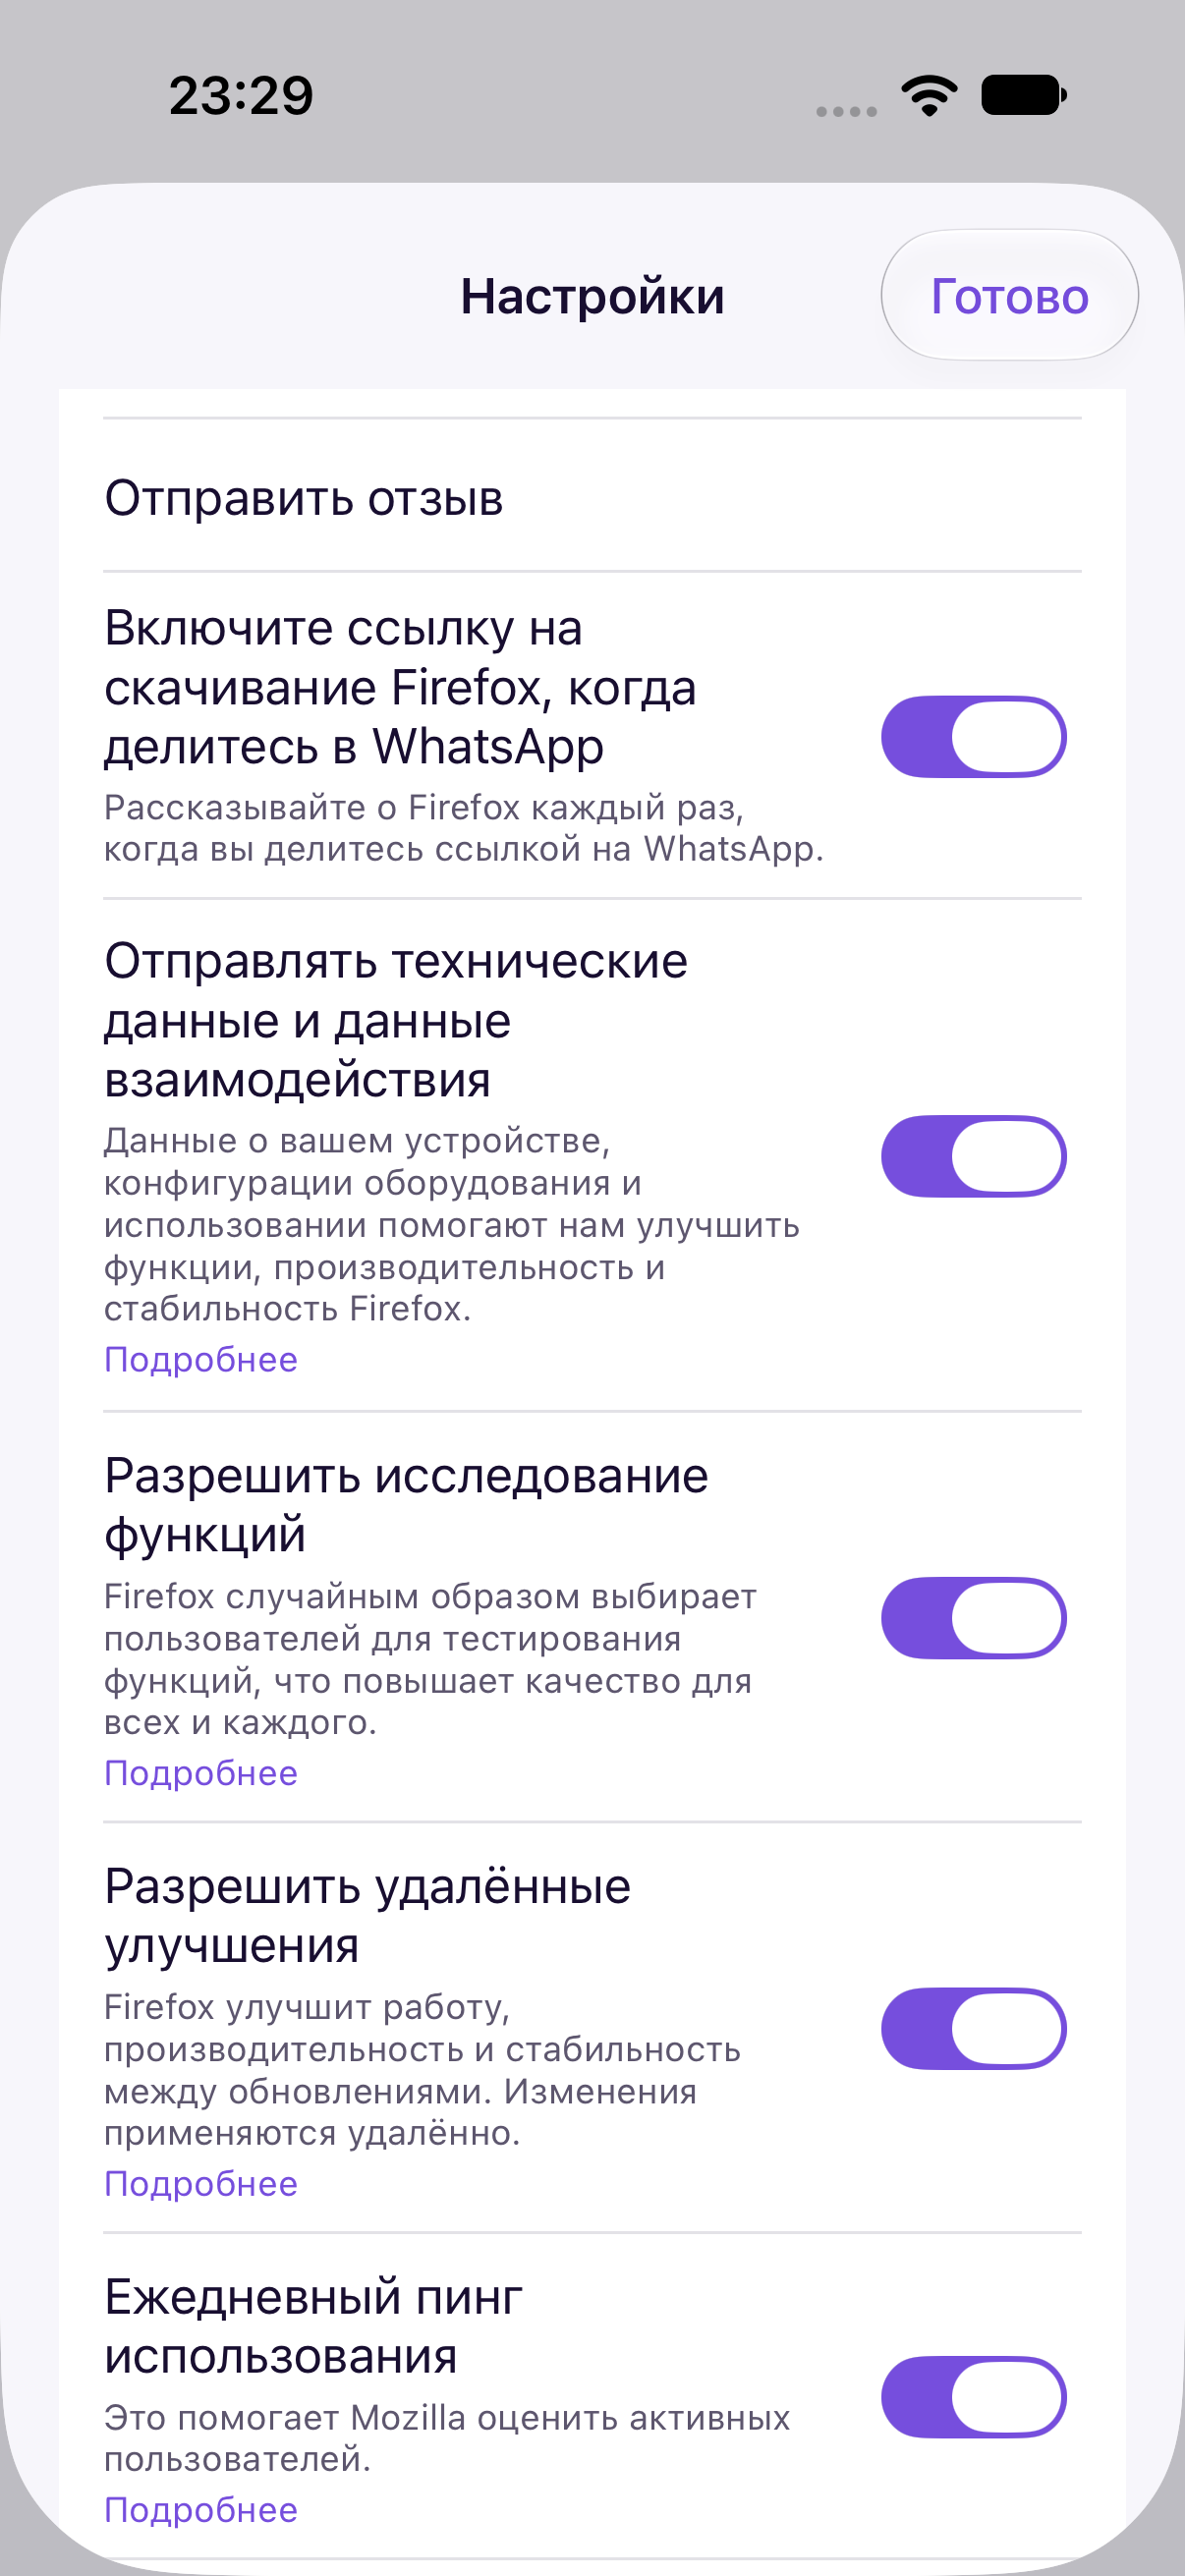 23:29
Настройки
Готово
Отправить отзыв
Включите ссылку на
скачивание Firefox, когда
делитесь в WhatsApp
Рассказывайте о Firefox каждый раз,
когда вы делитесь ссылкой на WhatsApp.
Отправлять технические
данные и данные
взаимодействия
Данные о вашем устройстве,
конфигурации оборудования и
использовании помогают нам улучшить
функции, производительность и
стабильность Firefox.
Подробнее
Разрешить исследование
функций
Firefox случайным образом выбирает
пользователей для тестирования
функций, что повышает качество для
всех и каждого.
Подробнее
Разрешить удалённые
улучшения
Firefox улучшит работу,
производительность и стабильность
между обновлениями. Изменения
применяются удалённо.
Подробнее
Ежедневный пинг
использования
Это помогает Mozilla оценить активных
пользователей.
Подробнее